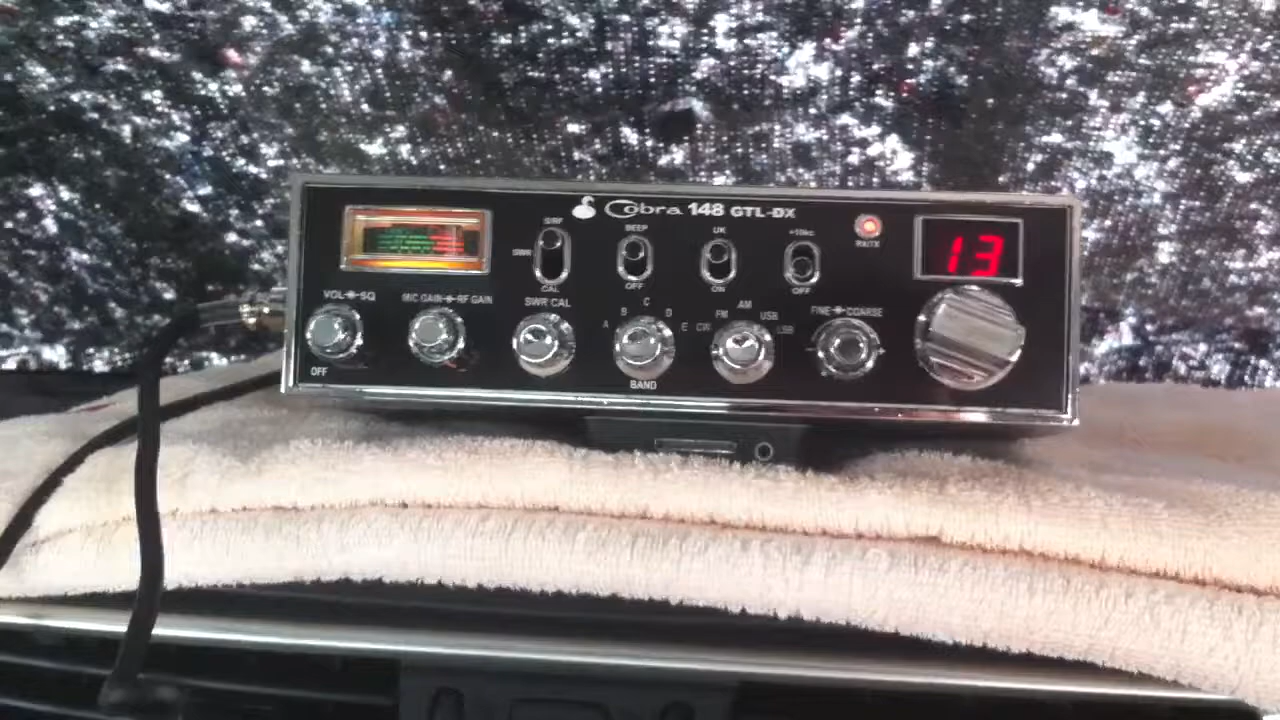 Cobra 148 GTL-DX
S/RF
SWR
CAL
BEEP
OFF
UK
ON
+10kc
OFF
RX/TX
13
VOL SQ
OFF
MIC GAIN RF GAIN
SWR CAL
A B C D E
BAND
CW FM AM USB LSB
FINE COARSE